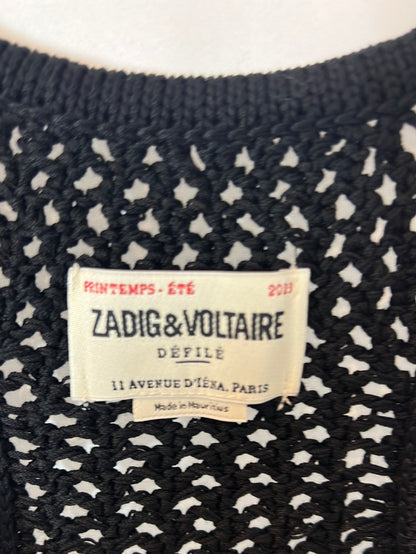 PRINTEMPS - ÉTÉ 2023
ZADIG&VOLTAIRE
DÉFILÉ
11 AVENUE D'IÉNA, PARIS
Made in Mauritius